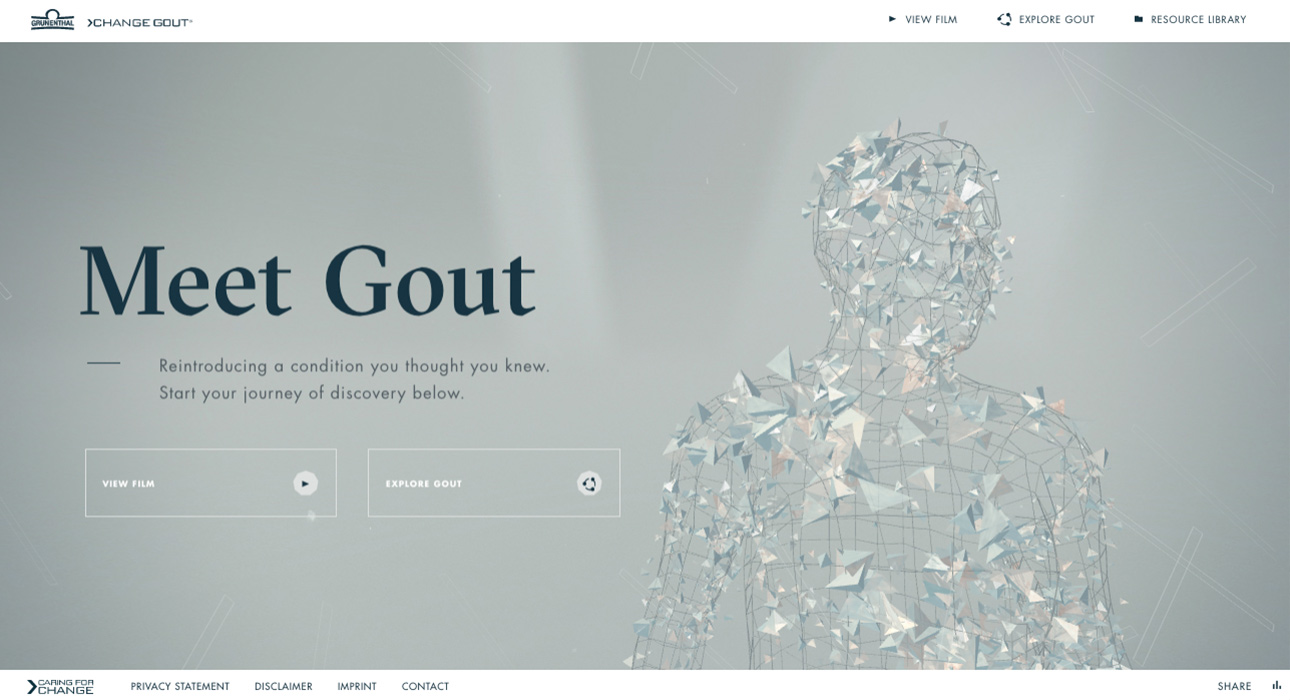 GRÜNENTHAL
CHANGE GOUT
VIEW FILM
EXPLORE GOUT
RESOURCE LIBRARY
Meet Gout
Reintroducing a condition you thought you knew.
Start your journey of discovery below.
VIEW FILM
EXPLORE GOUT
CARING FOR
CHANGE
PRIVACY STATEMENT
DISCLAIMER
IMPRINT
CONTACT
SHARE